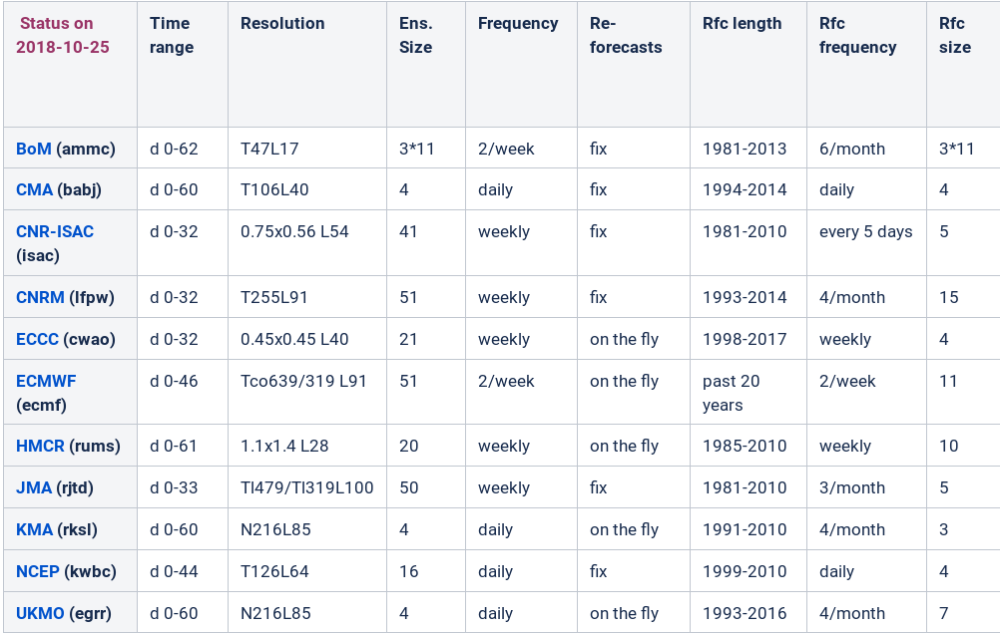 Status on 2018-10-25 Time range Resolution Ens. Size Frequency Re-forecasts Rfc length Rfc frequency Rfc size
BoM (ammc) d 0-62 T47L17 3*11 2/week fix 1981-2013 6/month 3*11
CMA (babj) d 0-60 T106L40 4 daily fix 1994-2014 daily 4
CNR-ISAC (isac) d 0-32 0.75x0.56 L54 41 weekly fix 1981-2010 every 5 days 5
CNRM (lfpw) d 0-32 T255L91 51 weekly fix 1993-2014 4/month 15
ECCC (cwao) d 0-32 0.45x0.45 L40 21 weekly on the fly 1998-2017 weekly 4
ECMWF (ecmf) d 0-46 Tco639/319 L91 51 2/week on the fly past 20 years 2/week 11
HMCR (rums) d 0-61 1.1x1.4 L28 20 weekly on the fly 1985-2010 weekly 10
JMA (rjtd) d 0-33 Tl479/Tl319L100 50 weekly fix 1981-2010 3/month 5
KMA (rksl) d 0-60 N216L85 4 daily on the fly 1991-2010 4/month 3
NCEP (kwbc) d 0-44 T126L64 16 daily fix 1999-2010 daily 4
UKMO (egrr) d 0-60 N216L85 4 daily on the fly 1993-2016 4/month 7